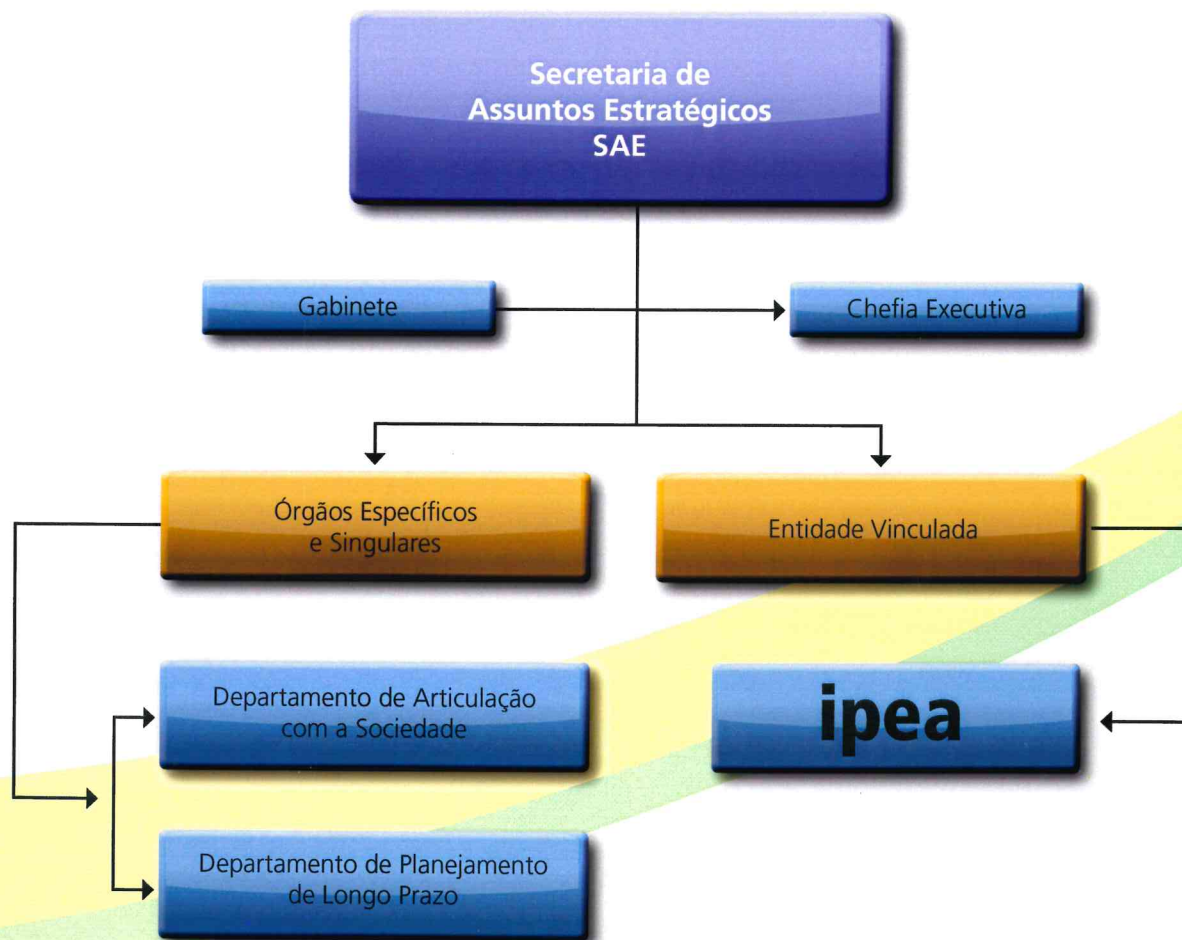 Secretaria de
Assuntos Estratégicos
SAE
Gabinete
Chefia Executiva
Órgãos Específicos
e Singulares
Entidade Vinculada
Departamento de Articulação
com a Sociedade
ipea
Departamento de Planejamento
de Longo Prazo